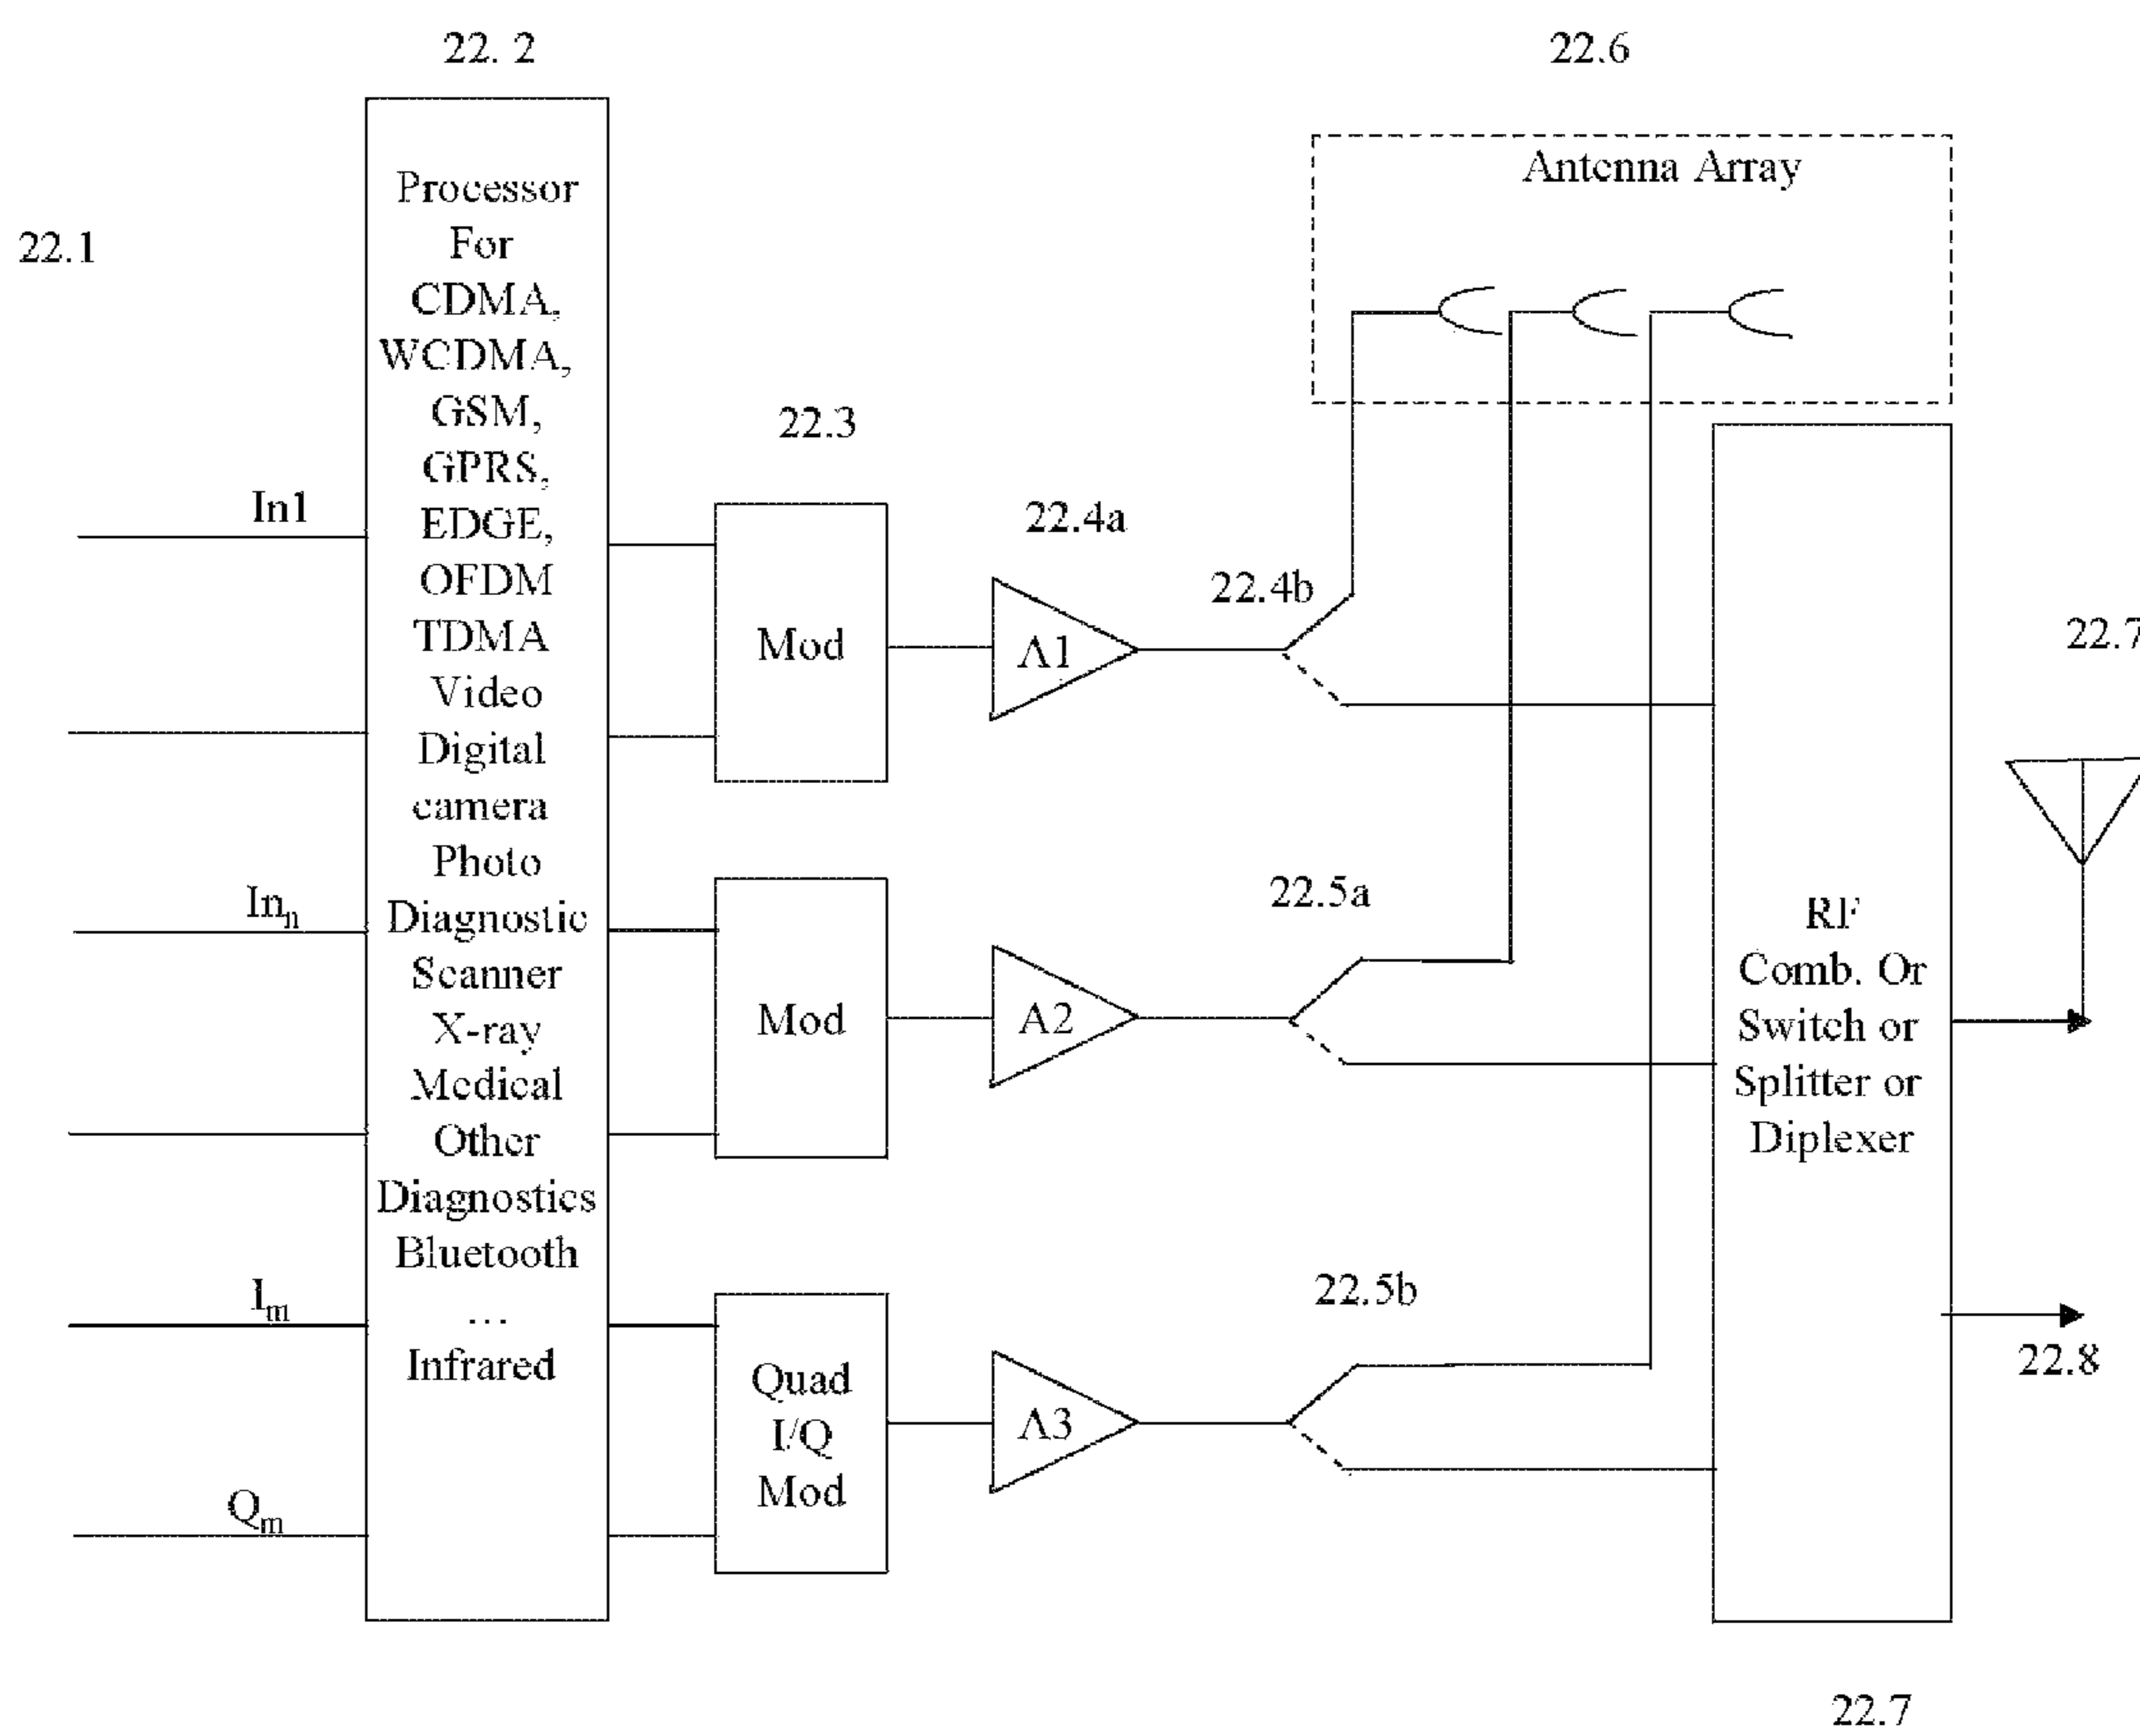 22. 2
22.6
22.1
Processor
For
CDMA,
WCDMA,
GSM,
GPRS,
EDGE,
OFDM
TDMA
Video
Digital
camera
Photo
Diagnostic
Scanner
X-ray
Medical
Other
Diagnostics
Bluetooth
...
Infrared
In1
Inn
Im
Qm
22.3
Mod
Mod
Quad
I/Q
Mod
22.4a
A1
22.4b
A2
22.5a
A3
22.5b
Antenna Array
RF
Comb. Or
Switch or
Splitter or
Diplexer
22.7
22.8
22.7